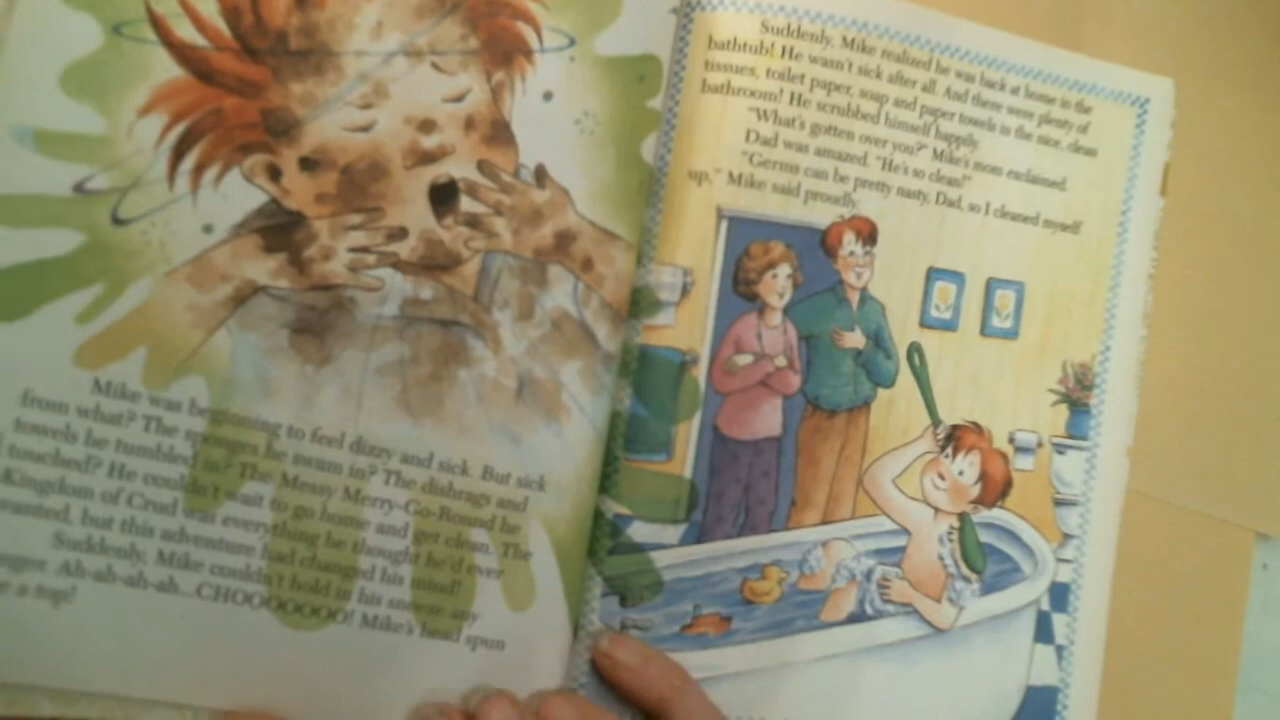 Mike was beginning to feel dizzy and sick. But sick
from what? The sponges he swam in? The dishrags and
towels he tumbled in? The Messy Merry-Go-Round he
touched? He couldn't wait to go home and get clean. The
Kingdom of Crud was everything he thought he'd ever
wanted, but this adventure had changed his mind!
Suddenly, Mike couldn't hold in his sneeze any
Ah-ah-ah-ah...CHOOOOOOO! Mike's head spun
a top!
Suddenly, Mike realized he was back at home in the
bathtub! He wasn't sick after all. And there were plenty of
tissues, toilet paper, soap and paper towels in the nice, clean
bathroom! He scrubbed himself happily.
"What's gotten over you?" Mike's mom exclaimed.
Dad was amazed. "He's so clean!"
"Germs can be pretty nasty, Dad, so I cleaned myself
up," Mike said proudly.